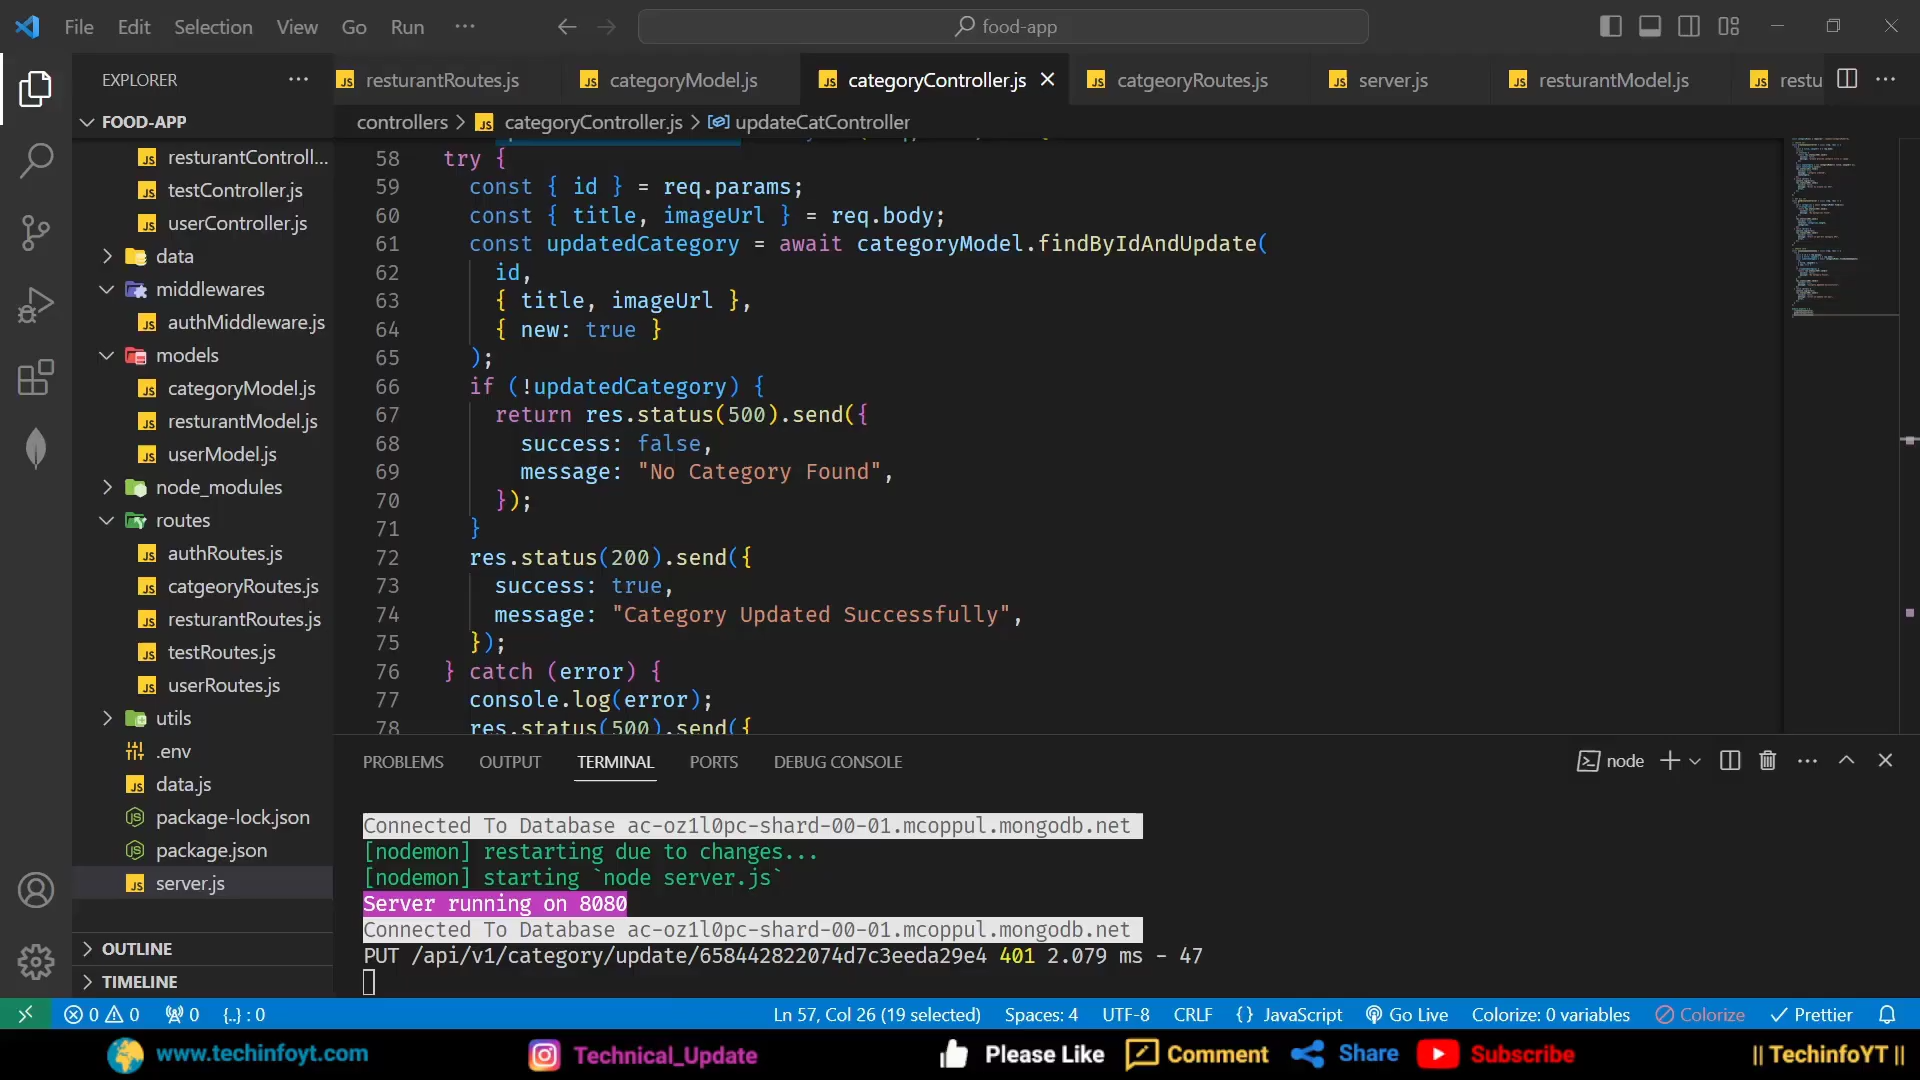 File Edit Selection View Go Run ··· food-app
EXPLORER ···
resturantRoutes.js categoryModel.js categoryController.js catgeoryRoutes.js server.js resturantModel.js restu ···
FOOD-APP
controllers > categoryController.js > updateCatController
resturantControll...
testController.js
userController.js
data
middlewares
authMiddleware.js
models
categoryModel.js
resturantModel.js
userModel.js
node_modules
routes
authRoutes.js
catgeoryRoutes.js
resturantRoutes.js
testRoutes.js
userRoutes.js
utils
.env
data.js
package-lock.json
package.json
server.js
OUTLINE
TIMELINE
58 try {
59 const { id } = req.params;
60 const { title, imageUrl } = req.body;
61 const updatedCategory = await categoryModel.findByIdAndUpdate(
62 id,
63 { title, imageUrl },
64 { new: true }
65 );
66 if (!updatedCategory) {
67 return res.status(500).send({
68 success: false,
69 message: "No Category Found",
70 });
71 }
72 res.status(200).send({
73 success: true,
74 message: "Category Updated Successfully",
75 });
76 } catch (error) {
77 console.log(error);
78 res.status(500).send({
PROBLEMS OUTPUT TERMINAL PORTS DEBUG CONSOLE node ···
Connected To Database ac-oz1l0pc-shard-00-01.mcoppul.mongodb.net
[nodemon] restarting due to changes...
[nodemon] starting `node server.js`
Server running on 8080
Connected To Database ac-oz1l0pc-shard-00-01.mcoppul.mongodb.net
PUT /api/v1/category/update/658442822074d7c3eeda29e4 401 2.079 ms - 47
0 0 0 {..} : 0 Ln 57, Col 26 (19 selected) Spaces: 4 UTF-8 CRLF {} JavaScript Go Live Colorize: 0 variables Colorize Prettier
www.techinfoyt.com Technical_Update Please Like Comment Share Subscribe || TechinfoYT ||